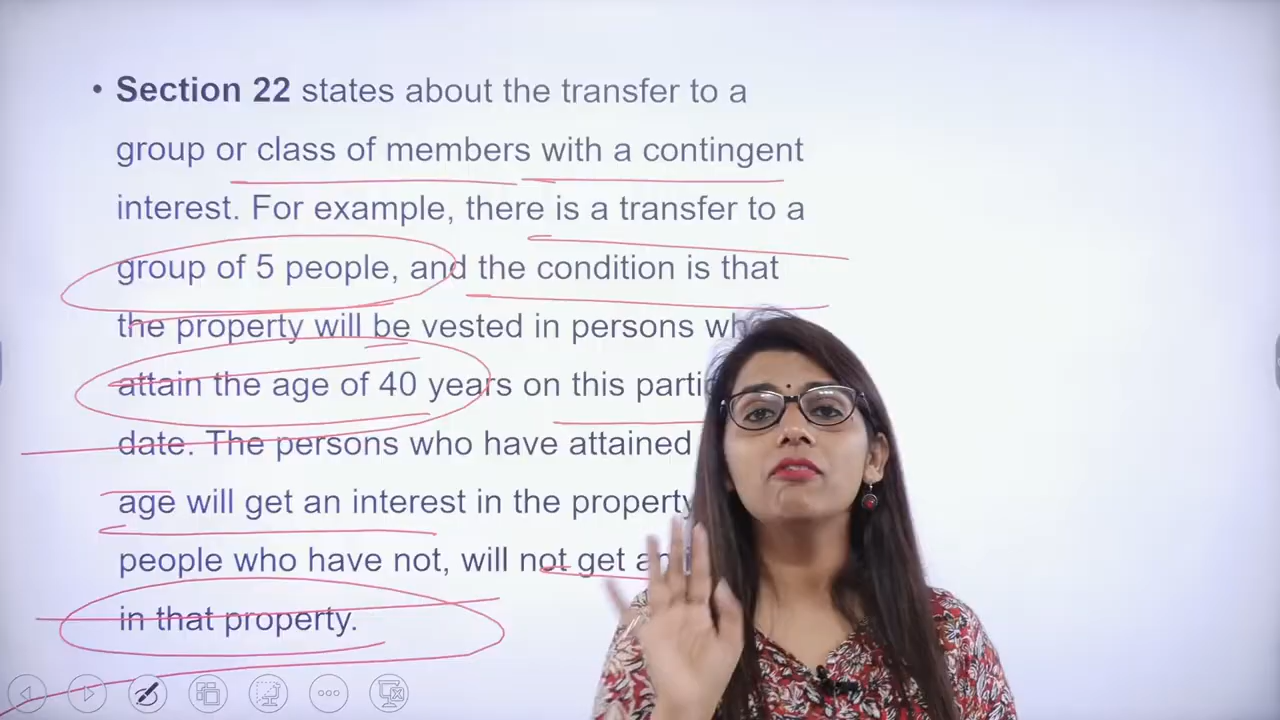 • Section 22 states about the transfer to a
group or class of members with a contingent
interest. For example, there is a transfer to a
group of 5 people, and the condition is that
the property will be vested in persons
attain the age of 40 years on this
date. The persons who have attained
age will get an interest in the property
people who have not, will not get
in that property.